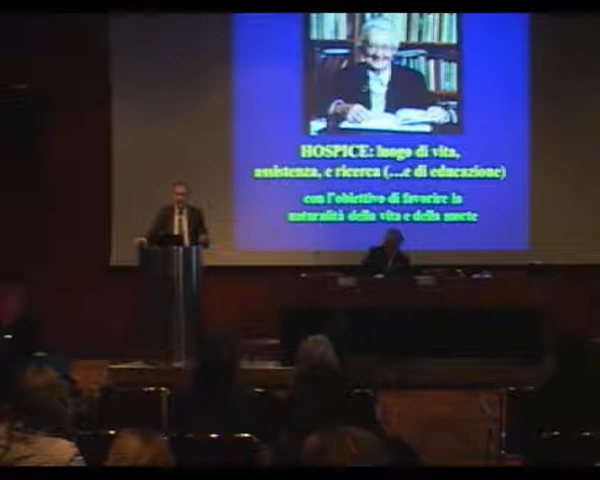 HOSPICE: luogo di vita,
assistenza, e ricerca (...e di educazione)
con l'obiettivo di favorire la
naturalità della vita e della morte